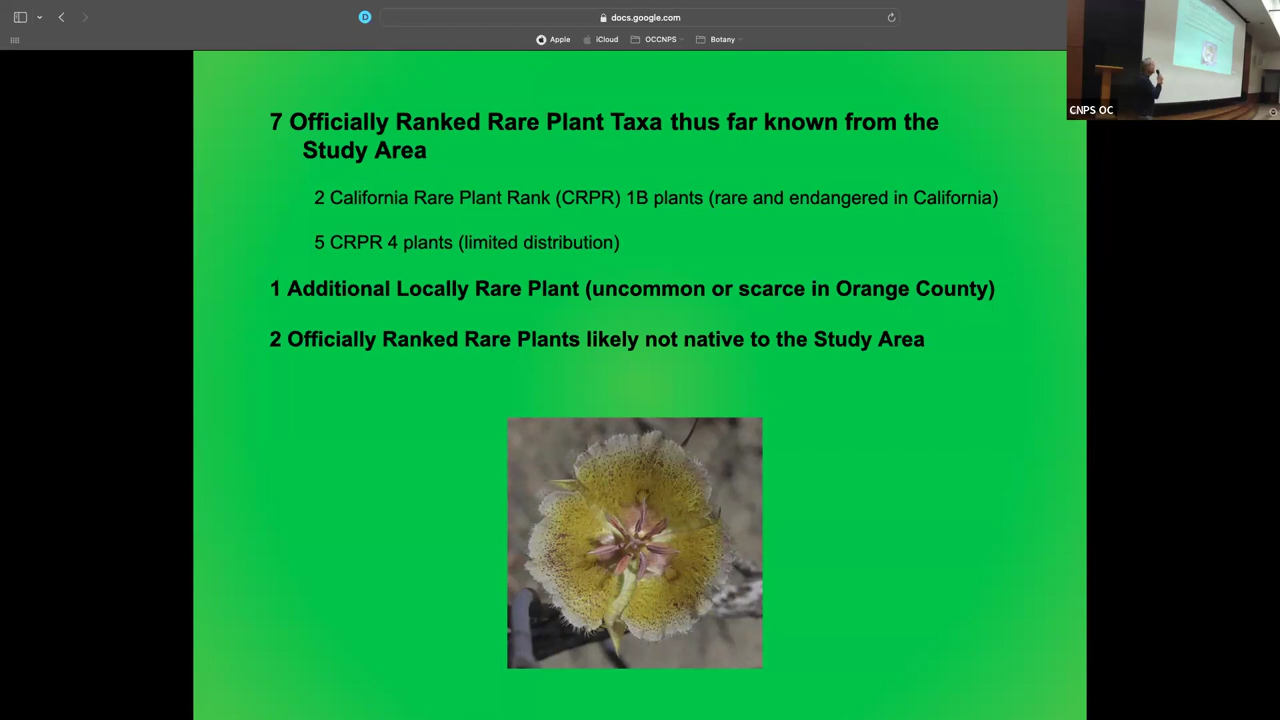 docs.google.com
Apple
iCloud
OCCNPS
Botany
CNPS OC
7 Officially Ranked Rare Plant Taxa thus far known from the
Study Area
2 California Rare Plant Rank (CRPR) 1B plants (rare and endangered in California)
5 CRPR 4 plants (limited distribution)
1 Additional Locally Rare Plant (uncommon or scarce in Orange County)
2 Officially Ranked Rare Plants likely not native to the Study Area